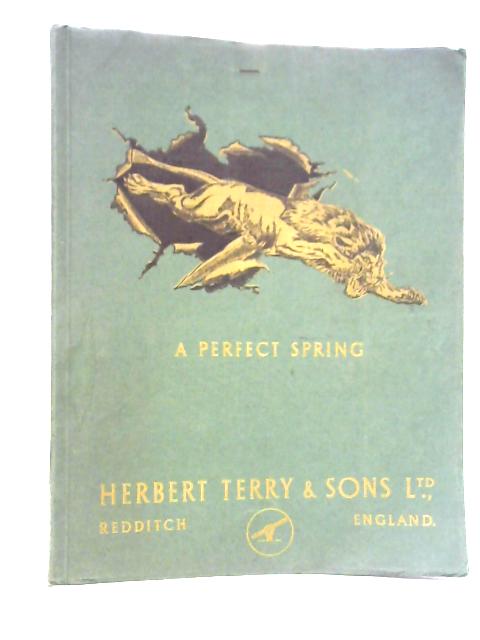 A PERFECT SPRING
HERBERT TERRY & SONS LTD.,
REDDITCH ENGLAND.